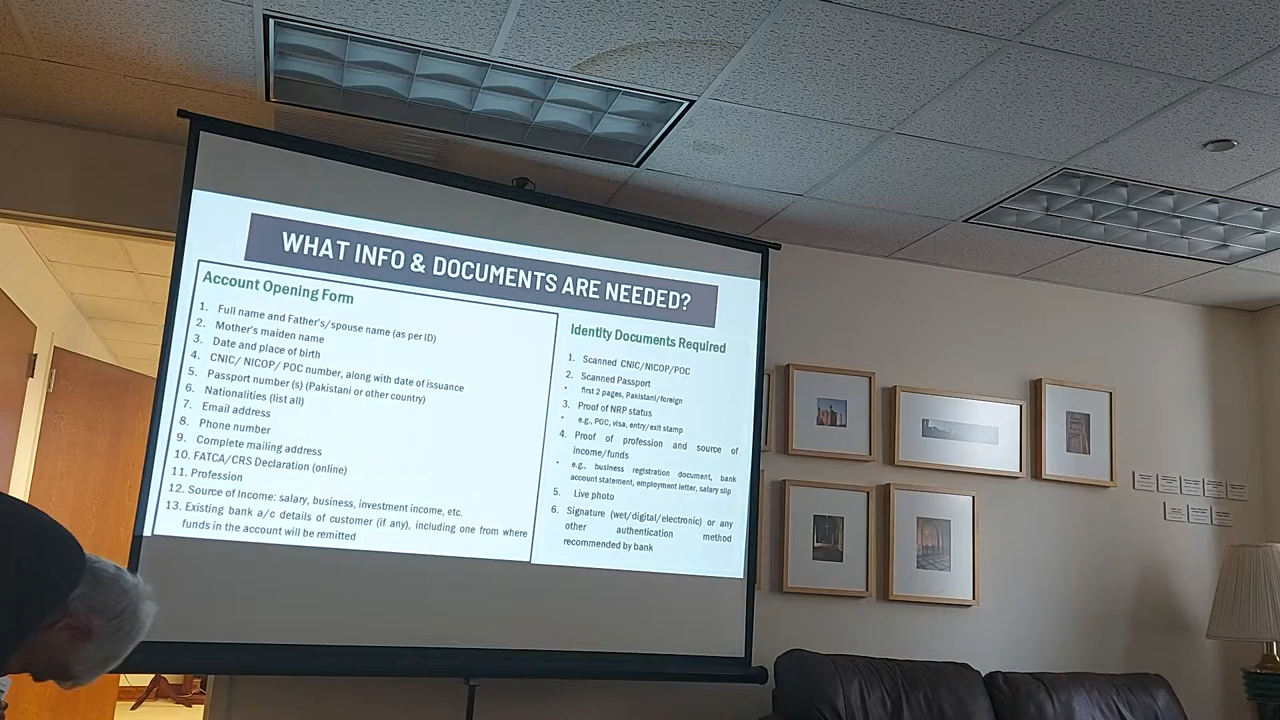 WHAT INFO & DOCUMENTS ARE NEEDED?
Account Opening Form
1. Full name and Father's/spouse name (as per ID)
2. Mother's maiden name
3. Date and place of birth
4. CNIC/ NICOP/ POC number, along with date of issuance
5. Passport number (s) (Pakistani or other country)
6. Nationalities (list all)
7. Email address
8. Phone number
9. Complete mailing address
10. FATCA/CRS Declaration (online)
11. Profession
12. Source of Income: salary, business, investment income, etc.
13. Existing bank a/c details of customer (if any), including one from where
funds in the account will be remitted
Identity Documents Required
1. Scanned CNIC/NICOP/POC
2. Scanned Passport
• first 2 pages, Pakistani/foreign
3. Proof of NRP status
• e.g., POC, visa, entry/exit stamp
4. Proof of profession and source of
income/funds
• e.g., business registration document, bank
account statement, employment letter, salary slip
5. Live photo
6. Signature (wet/digital/electronic) or any
other authentication method
recommended by bank